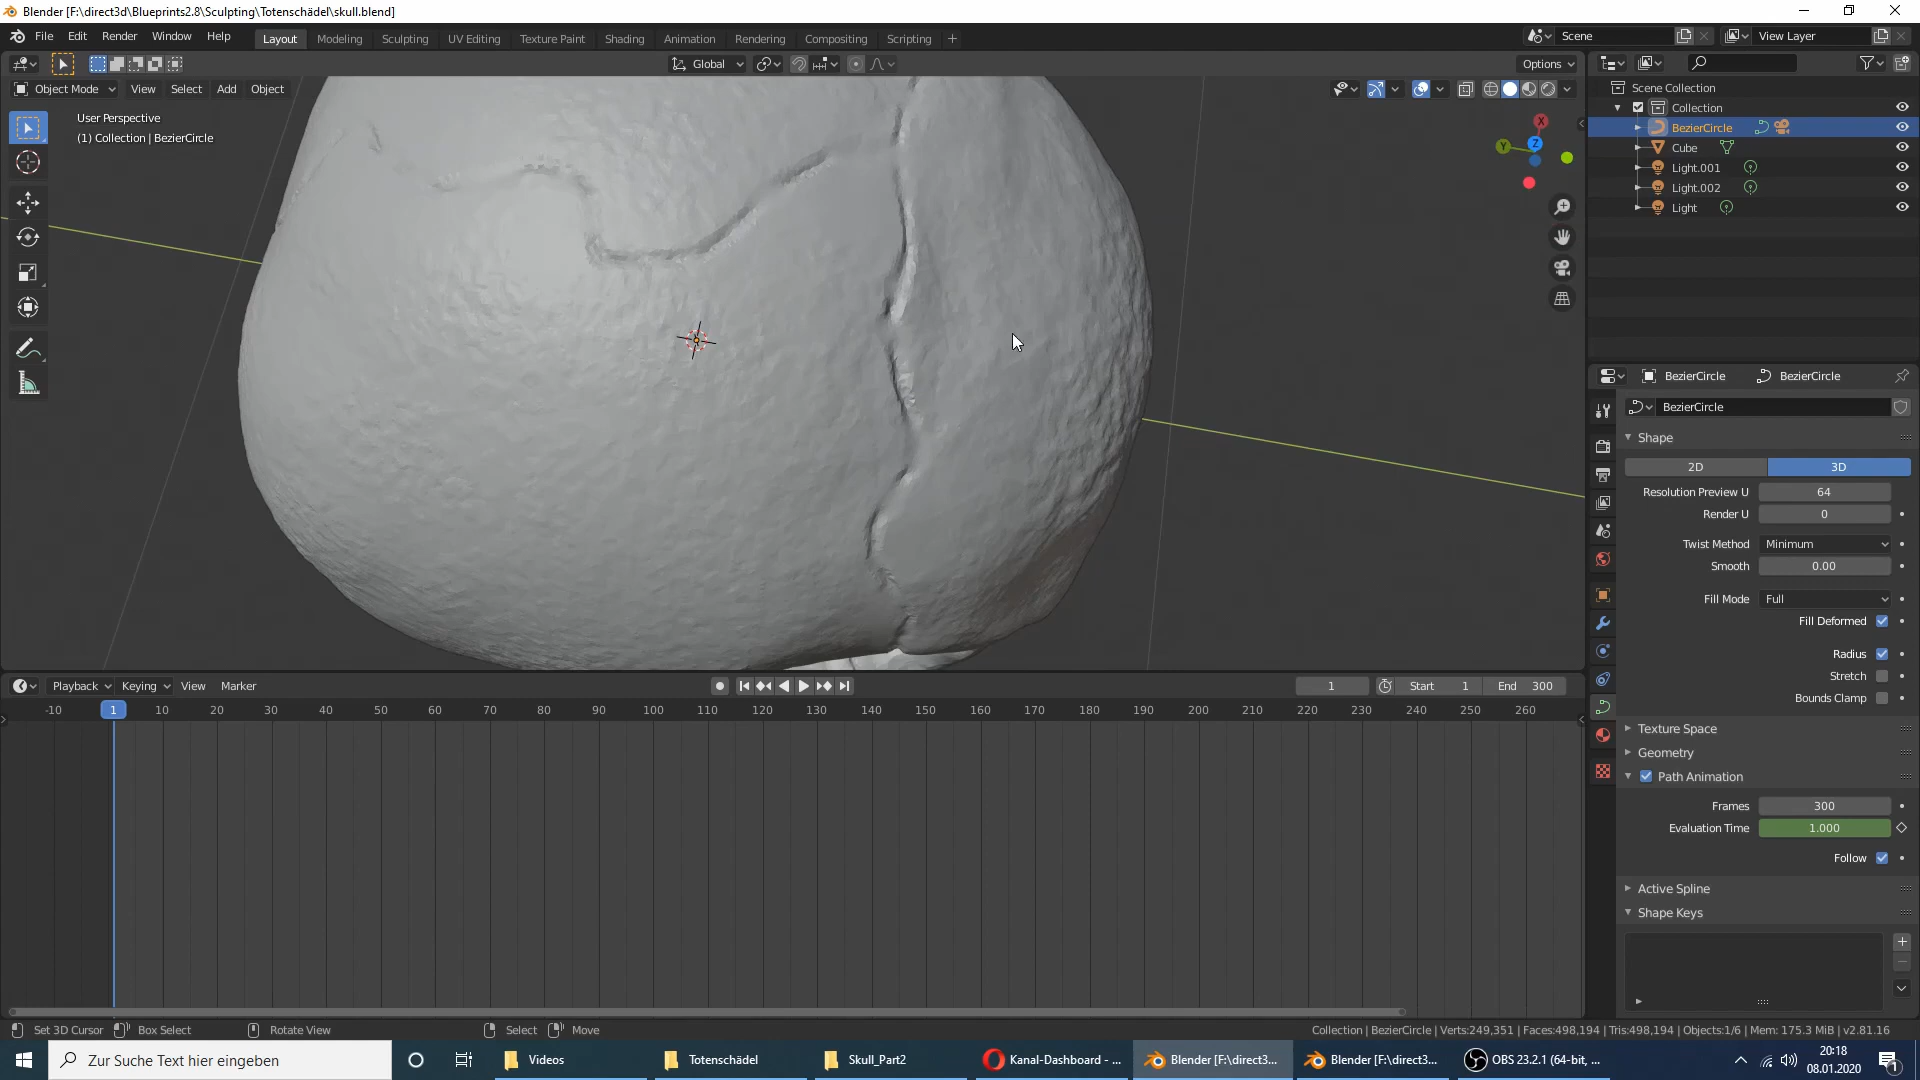 Blender [F:\direct3d\Blueprints2.8\Sculpting\Totenschädel\skull.blend]
File Edit Render Window Help Layout Modeling Sculpting UV Editing Texture Paint Shading Animation Rendering Compositing Scripting + Scene View Layer
Global Options
Object Mode View Select Add Object
User Perspective
(1) Collection | BezierCircle
X
Y
Z
Scene Collection
Collection
BezierCircle
Cube
Light.001
Light.002
Light
BezierCircle BezierCircle
BezierCircle
Shape
2D 3D
Resolution Preview U 64
Render U 0
Twist Method Minimum
Smooth 0.00
Fill Mode Full
Fill Deformed
Radius
Stretch
Bounds Clamp
Texture Space
Geometry
Path Animation
Frames 300
Evaluation Time 1.000
Follow
Active Spline
Shape Keys
Playback Keying View Marker 1 Start 1 End 300
-10 1 10 20 30 40 50 60 70 80 90 100 110 120 130 140 150 160 170 180 190 200 210 220 230 240 250 260
Set 3D Cursor Box Select Rotate View Select Move Collection | BezierCircle | Verts:249,351 | Faces:498,194 | Tris:498,194 | Objects:1/6 | Mem: 175.3 MiB | v2.81.16
Zur Suche Text hier eingeben Videos Totenschädel Skull_Part2 Kanal-Dashboard - ... Blender [F:\direct3... Blender [F:\direct3... OBS 23.2.1 (64-bit, ...
20:18
08.01.2020
1